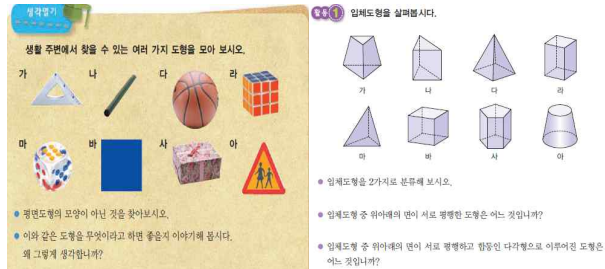 생각열기
생활 주변에서 찾을 수 있는 여러 가지 도형을 모아 보시오.
가 나 다 라
마 바 사 아
평면도형의 모양이 아닌 것을 찾아보시오.
이와 같은 도형을 무엇이라고 하면 좋을지 이야기해 봅시다.
왜 그렇게 생각합니까?
활동 1 입체도형을 살펴봅시다.
가 나 다 라
마 바 사 아
입체도형을 2가지로 분류해 보시오.
입체도형 중 위아래의 면이 서로 평행한 도형은 어느 것입니까?
입체도형 중 위아래의 면이 서로 평행하고 합동인 다각형으로 이루어진 도형은
어느 것입니까?